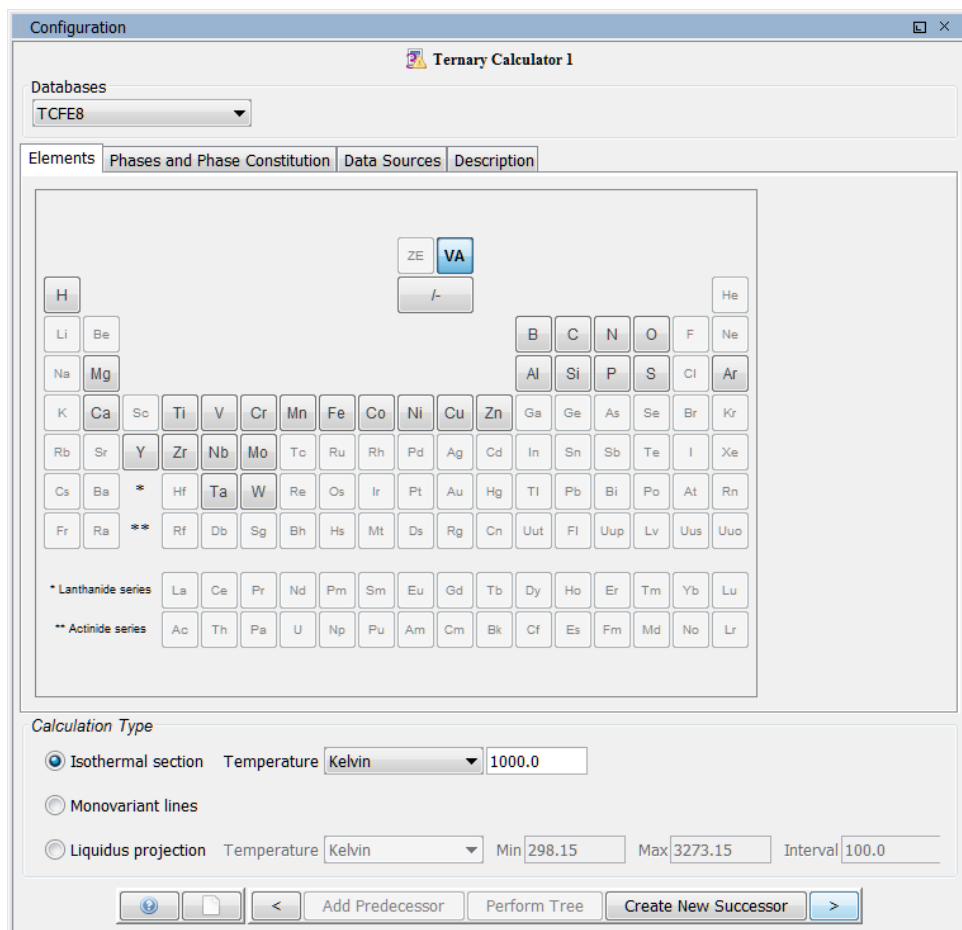 Configuration
Ternary Calculator 1
Databases
TCFE8
Elements Phases and Phase Constitution Data Sources Description
ZE VA
H /- He
Li Be B C N O F Ne
Na Mg Al Si P S Cl Ar
K Ca Sc Ti V Cr Mn Fe Co Ni Cu Zn Ga Ge As Se Br Kr
Rb Sr Y Zr Nb Mo Tc Ru Rh Pd Ag Cd In Sn Sb Te I Xe
Cs Ba * Hf Ta W Re Os Ir Pt Au Hg Tl Pb Bi Po At Rn
Fr Ra ** Rf Db Sg Bh Hs Mt Ds Rg Cn Uut Fl Uup Lv Uus Uuo
* Lanthanide series La Ce Pr Nd Pm Sm Eu Gd Tb Dy Ho Er Tm Yb Lu
** Actinide series Ac Th Pa U Np Pu Am Cm Bk Cf Es Fm Md No Lr
Calculation Type
Isothermal section Temperature Kelvin 1000.0
Monovariant lines
Liquidus projection Temperature Kelvin Min 298.15 Max 3273.15 Interval 100.0
< Add Predecessor Perform Tree Create New Successor >